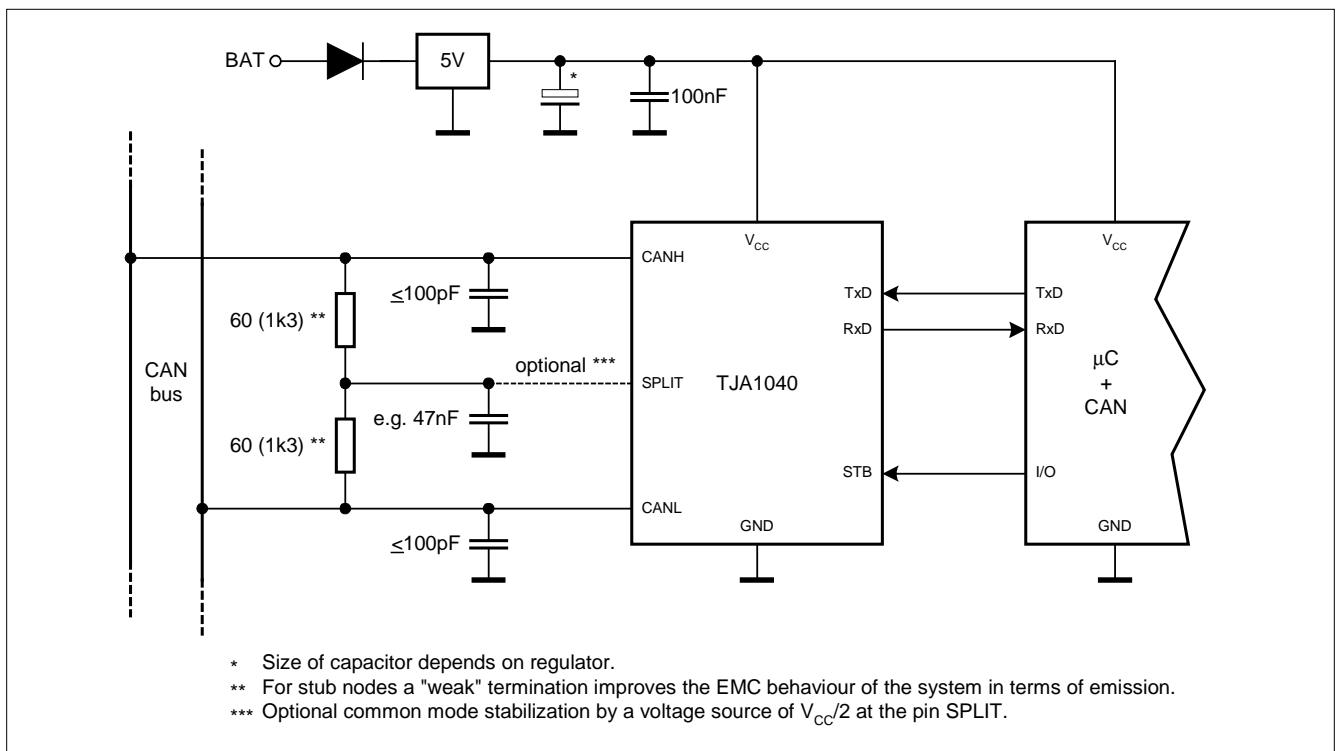 BAT
5V
*
100nF
V_CC
V_CC
CANH
≤100pF
TxD
TxD
60 (1k3) **
RxD
RxD
CAN
bus
optional ***
SPLIT
TJA1040
µC
+
CAN
e.g. 47nF
60 (1k3) **
STB
I/O
CANL
GND
GND
≤100pF
* Size of capacitor depends on regulator.
** For stub nodes a "weak" termination improves the EMC behaviour of the system in terms of emission.
*** Optional common mode stabilization by a voltage source of V_CC/2 at the pin SPLIT.